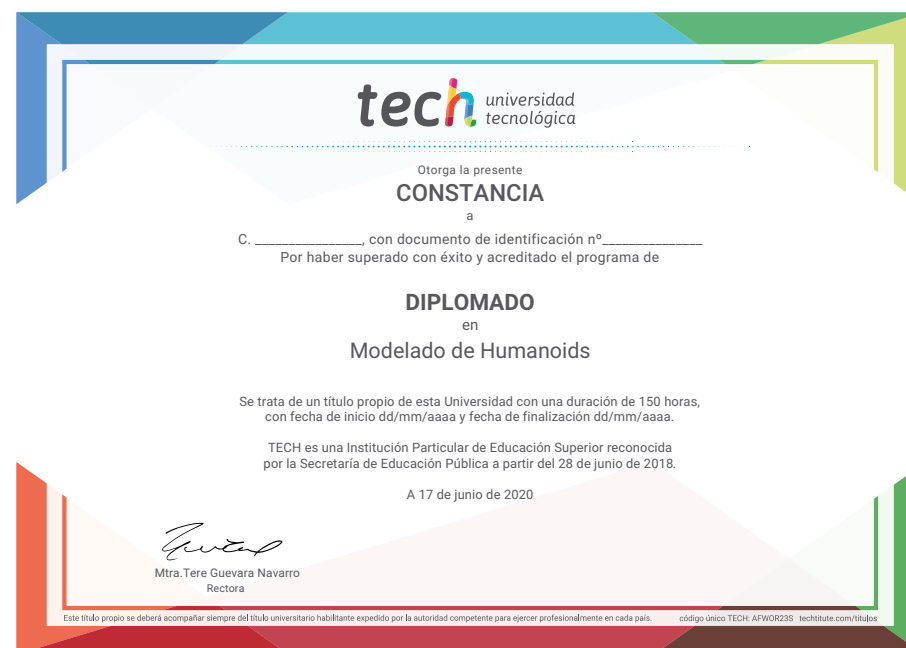 tech universidad
tecnológica
Otorga la presente
CONSTANCIA
a
C. ________________, con documento de identificación nº_______________
Por haber superado con éxito y acreditado el programa de
DIPLOMADO
en
Modelado de Humanoids
Se trata de un título propio de esta Universidad con una duración de 150 horas,
con fecha de inicio dd/mm/aaaa y fecha de finalización dd/mm/aaaa.
TECH es una Institución Particular de Educación Superior reconocida
por la Secretaría de Educación Pública a partir del 28 de junio de 2018.
A 17 de junio de 2020
Mtra.Tere Guevara Navarro
Rectora
Este título propio se deberá acompañar siempre del título universitario habilitante expedido por la autoridad competente para ejercer profesionalmente en cada país. código único TECH: AFWOR23S techtitute.com/titulos